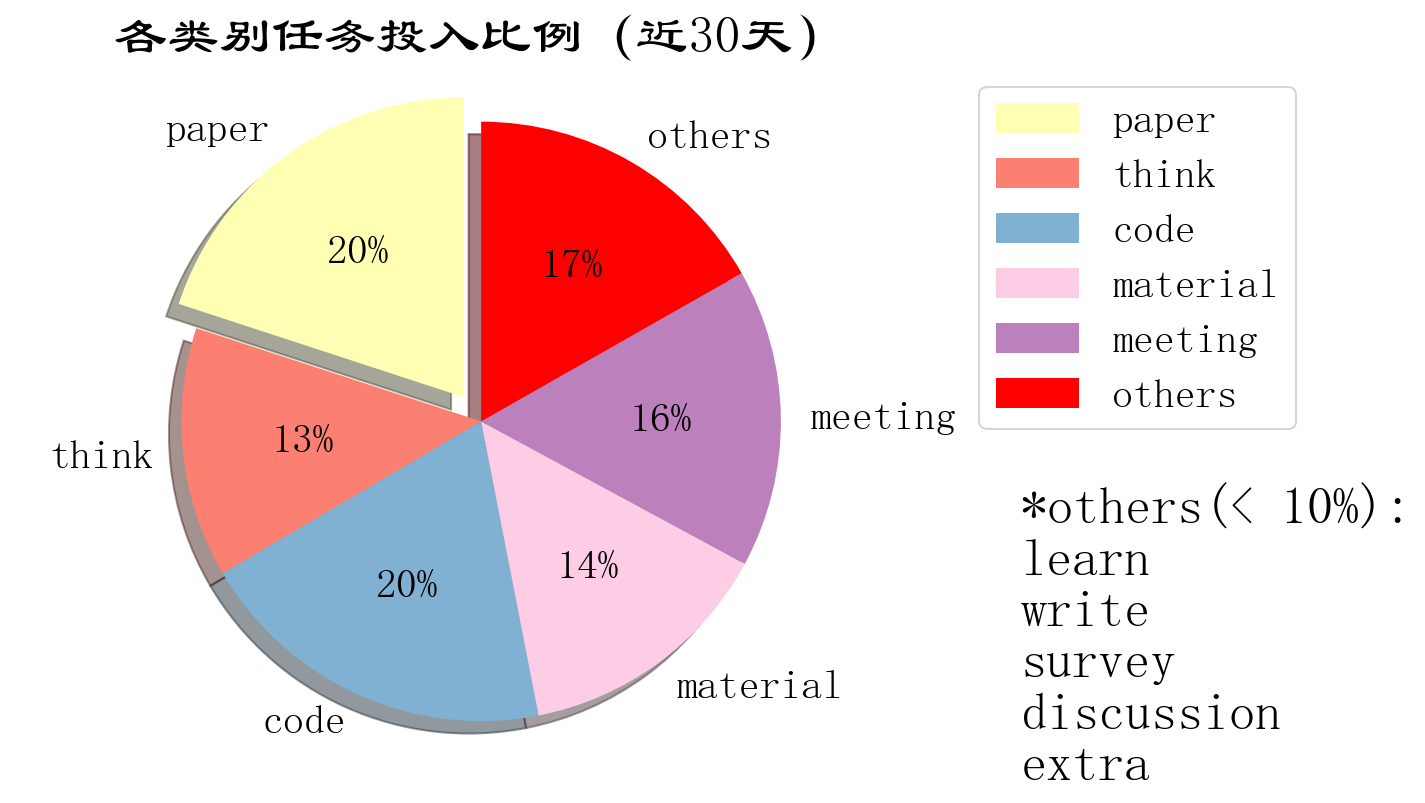 各类别任务投入比例 (近30天)
paper
others
20%
17%
think
13%
meeting
16%
20%
14%
code
material
paper
think
code
material
meeting
others
*others(< 10%):
learn
write
survey
discussion
extra